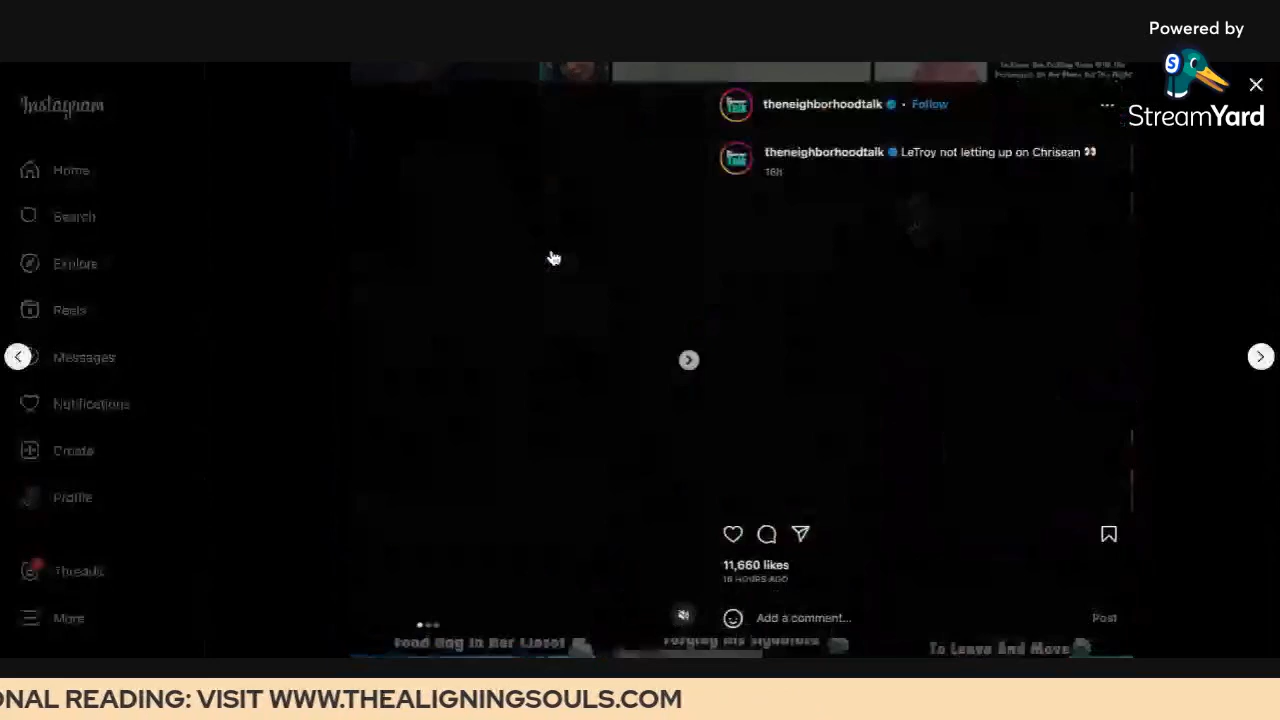 Powered by
StreamYard
Instagram
theneighborhoodtalk • Follow
theneighborhoodtalk LeTroy not letting up on Chrisean 👀
16h
Home
Search
Explore
Reels
Messages
Notifications
Create
Profile
Threads
More
11,660 likes
16 HOURS AGO
Add a comment...
Post
To Leave And Move
ONAL READING: VISIT WWW.THEALIGNINGSOULS.COM